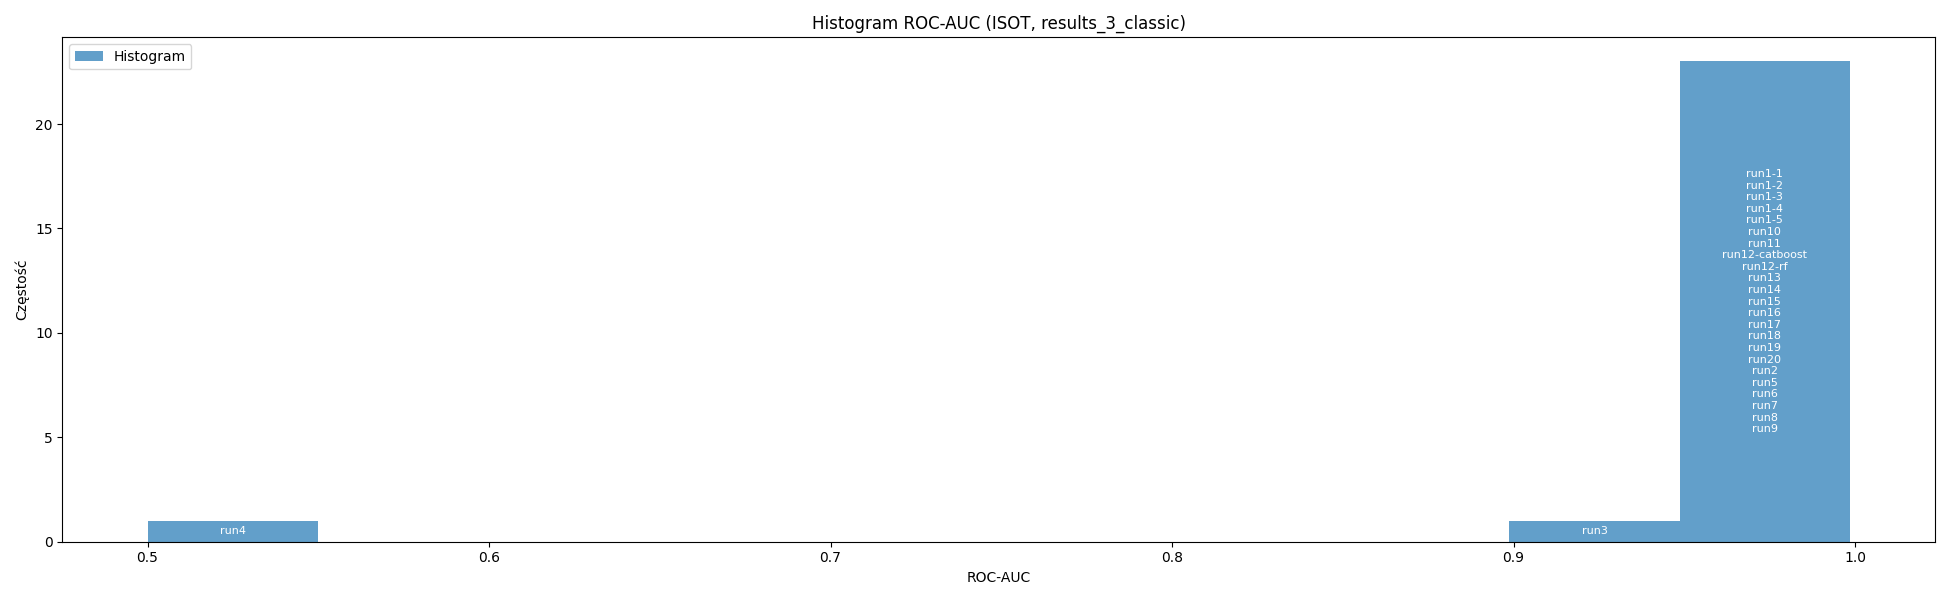 Histogram ROC-AUC (ISOT, results_3_classic)
Histogram
Częstość
20
15
10
5
0
run1-1
run1-2
run1-3
run1-4
run1-5
run10
run11
run12-catboost
run12-rf
run13
run14
run15
run16
run17
run18
run19
run20
run2
run5
run6
run7
run8
run9
run4
run3
0.5
0.6
0.7
0.8
0.9
1.0
ROC-AUC